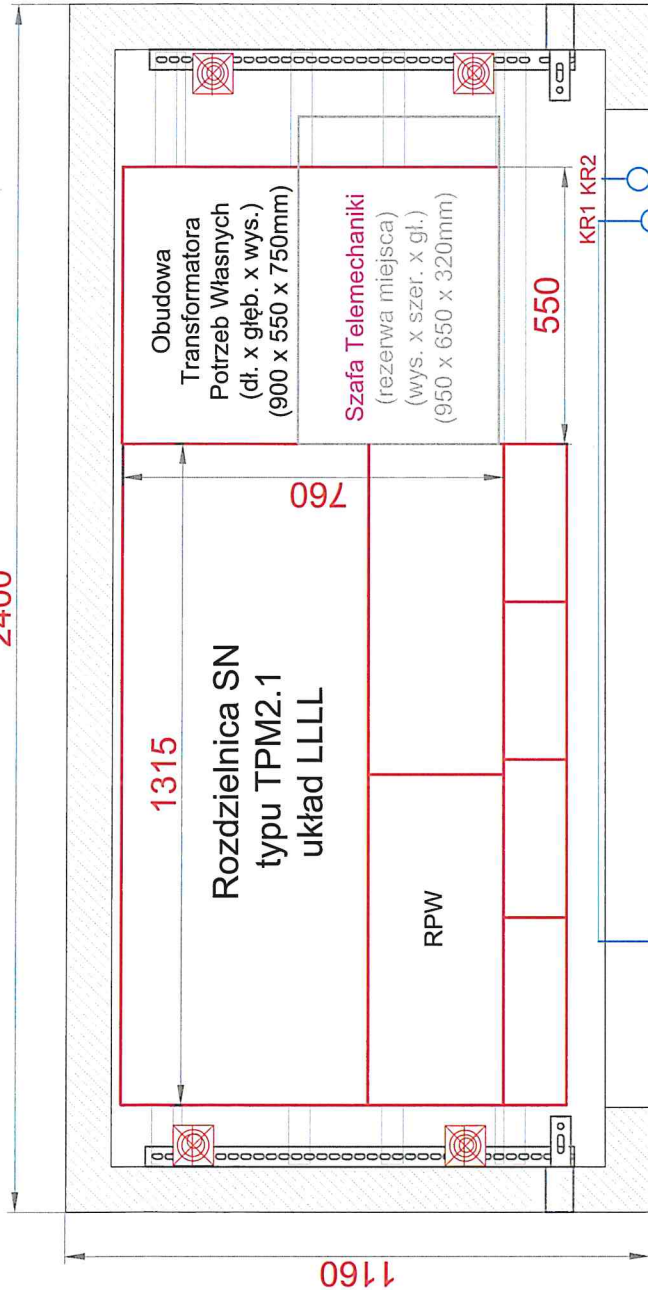 2400
1315
Rozdzielnica SN
typu TPM2.1
układ LLLL
760
RPW
Obudowa
Transformatora
Potrzeb Własnych
(dł. x głęb. x wys.)
(900 x 550 x 750mm)
Szafa Telemechaniki
(rezerwa miejsca)
(wys. x szer. x gł.)
(950 x 650 x 320mm)
550
KR1 KR2
1160